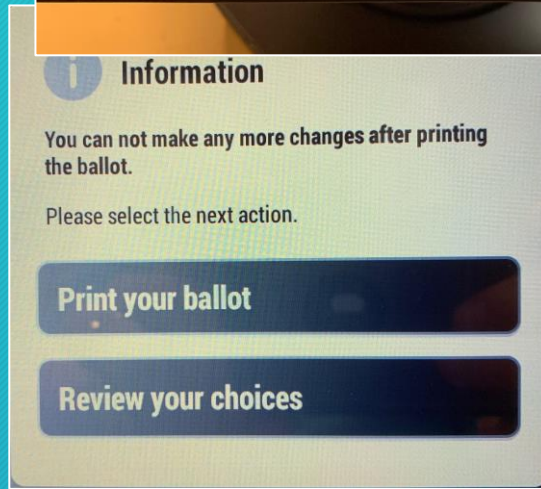 Information
You can not make any more changes after printing
the ballot.
Please select the next action.
Print your ballot
Review your choices